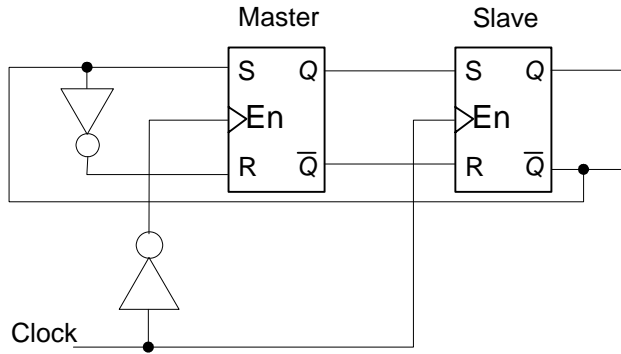 Master Slave
S Q S Q
En En
R Q̅ R Q̅
Clock